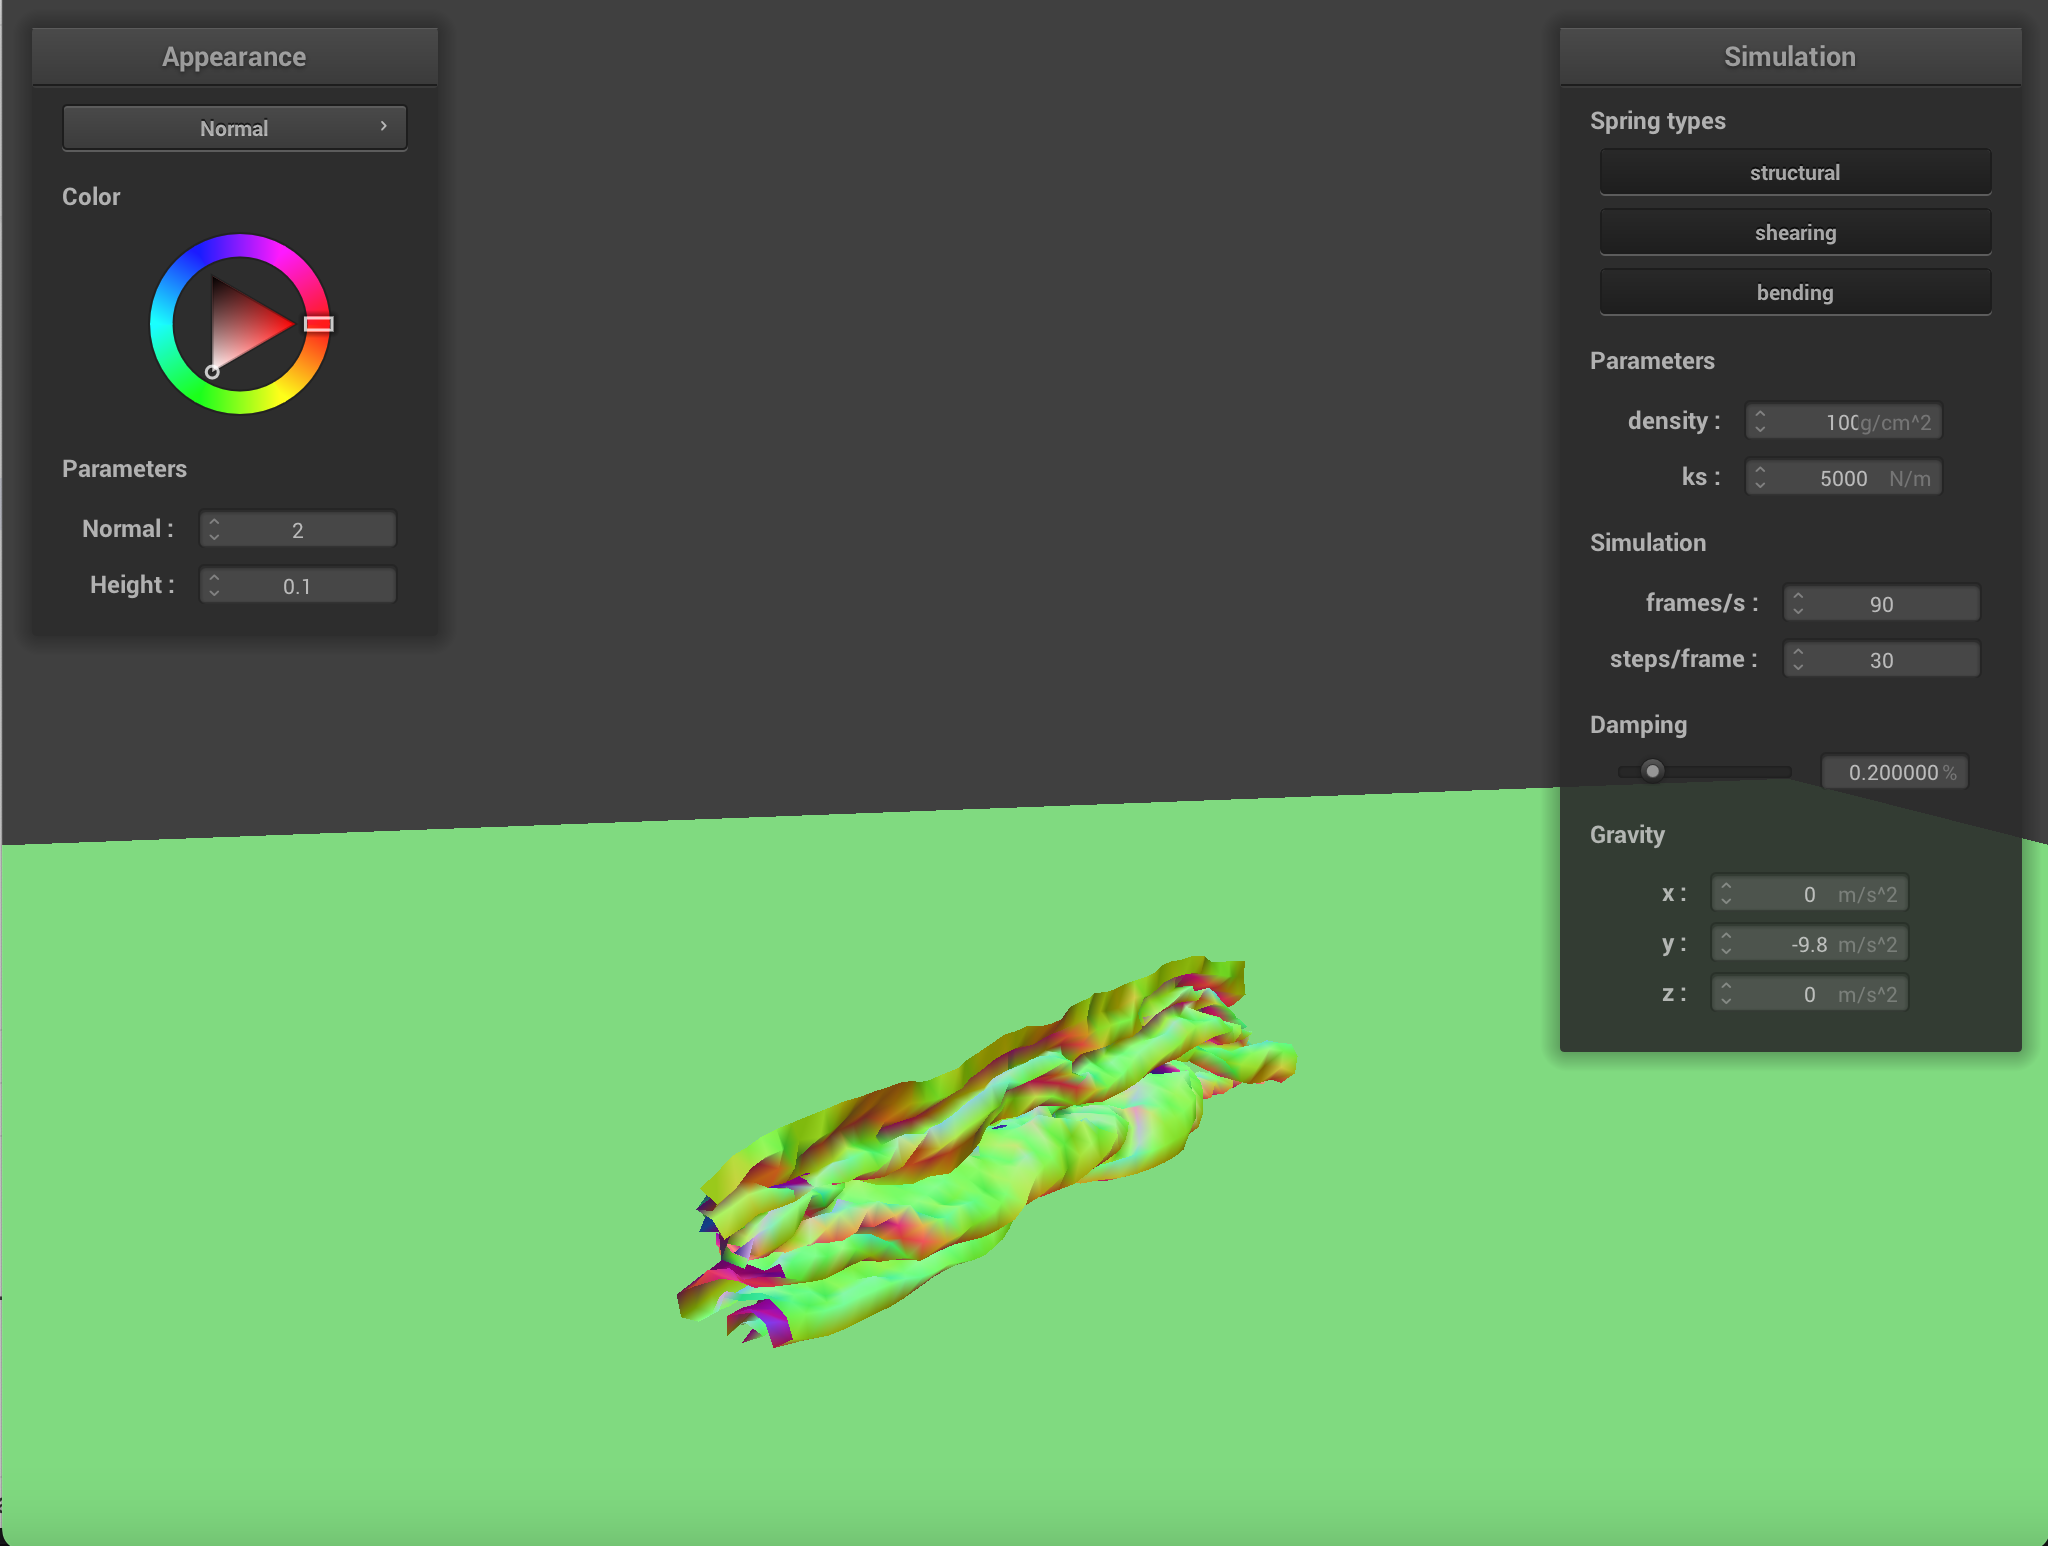 Appearance
Normal
Color
Parameters
Normal : 2
Height : 0.1
Simulation
Spring types
structural
shearing
bending
Parameters
density : 100 g/cm^2
ks : 5000 N/m
Simulation
frames/s : 90
steps/frame : 30
Damping
0.200000 %
Gravity
x : 0 m/s^2
y : -9.8 m/s^2
z : 0 m/s^2